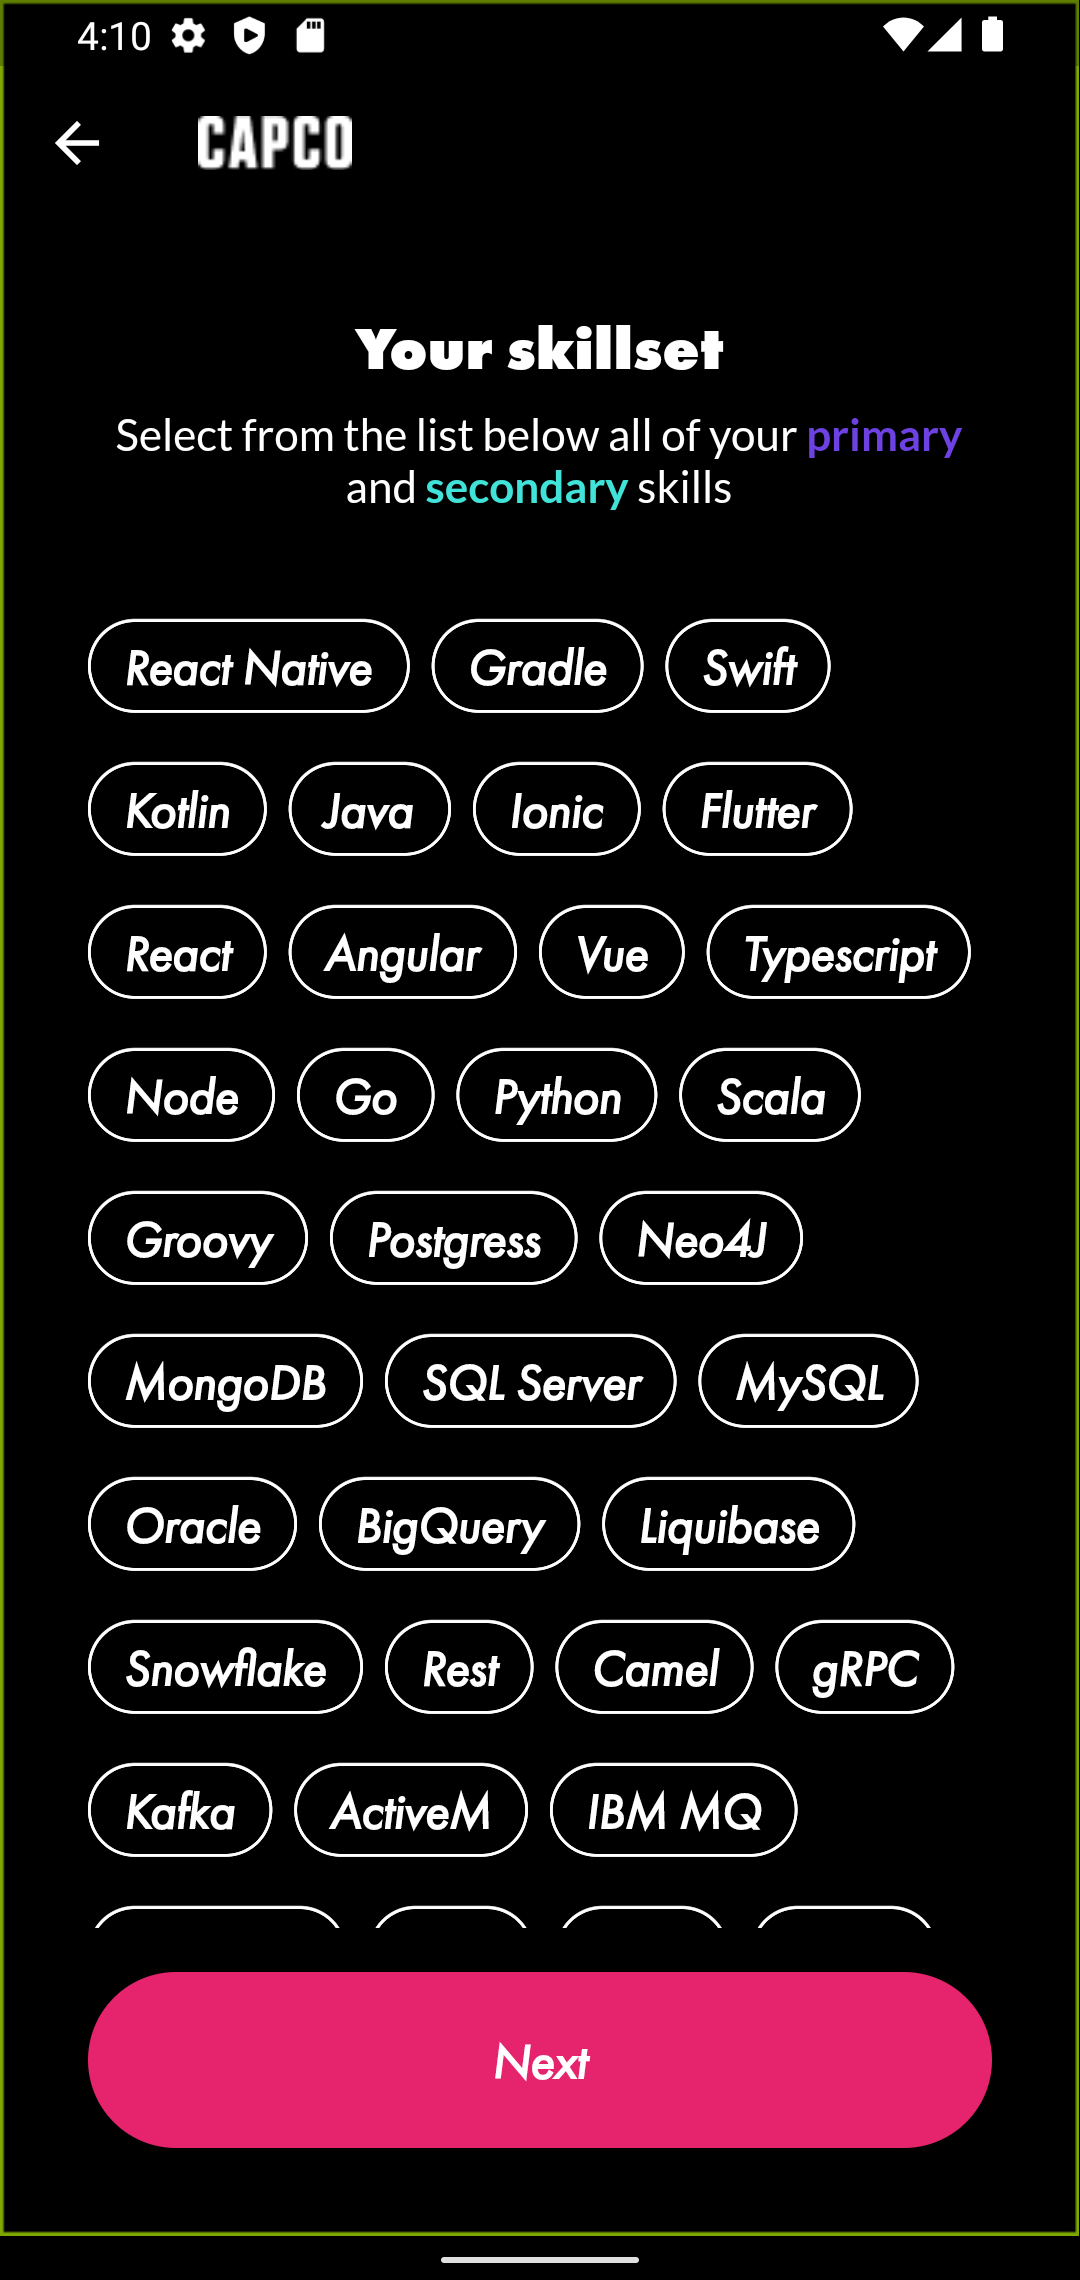 4:10
CAPCO
Your skillset
Select from the list below all of your primary
and secondary skills
React Native Gradle Swift
Kotlin Java Ionic Flutter
React Angular Vue Typescript
Node Go Python Scala
Groovy Postgress Neo4J
MongoDB SQL Server MySQL
Oracle BigQuery Liquibase
Snowflake Rest Camel gRPC
Kafka ActiveM IBM MQ
Next